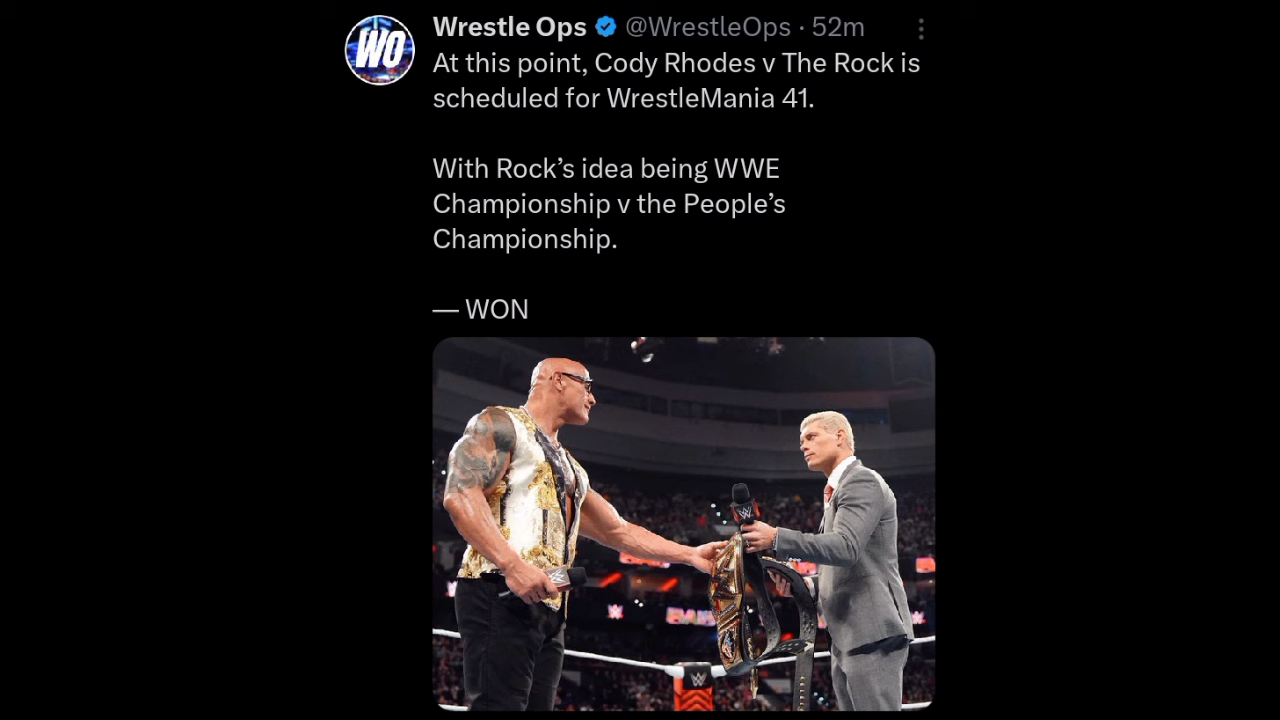 WO
Wrestle Ops @WrestleOps · 52m
At this point, Cody Rhodes v The Rock is
scheduled for WrestleMania 41.
With Rock’s idea being WWE
Championship v the People’s
Championship.
— WON